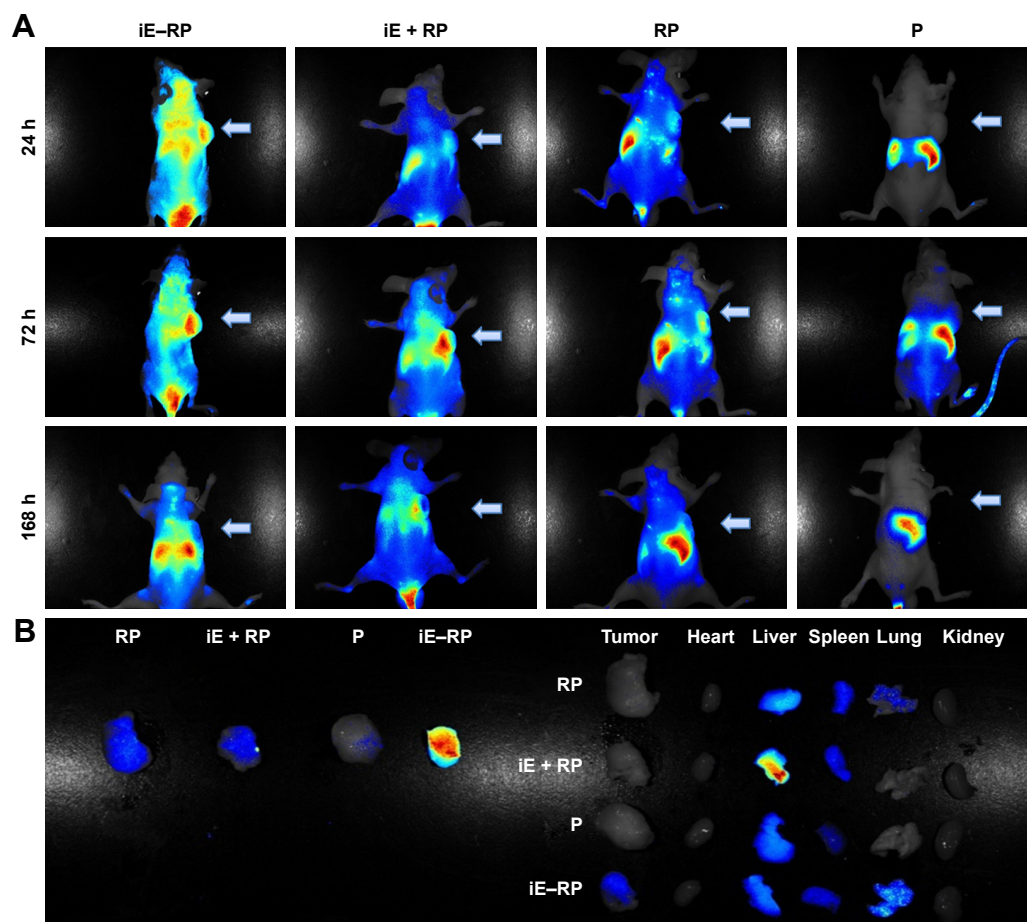 A
iE–RP
iE + RP
RP
P
24 h
72 h
168 h
B
RP
iE + RP
P
iE–RP
Tumor
Heart
Liver
Spleen
Lung
Kidney
RP
iE + RP
P
iE–RP